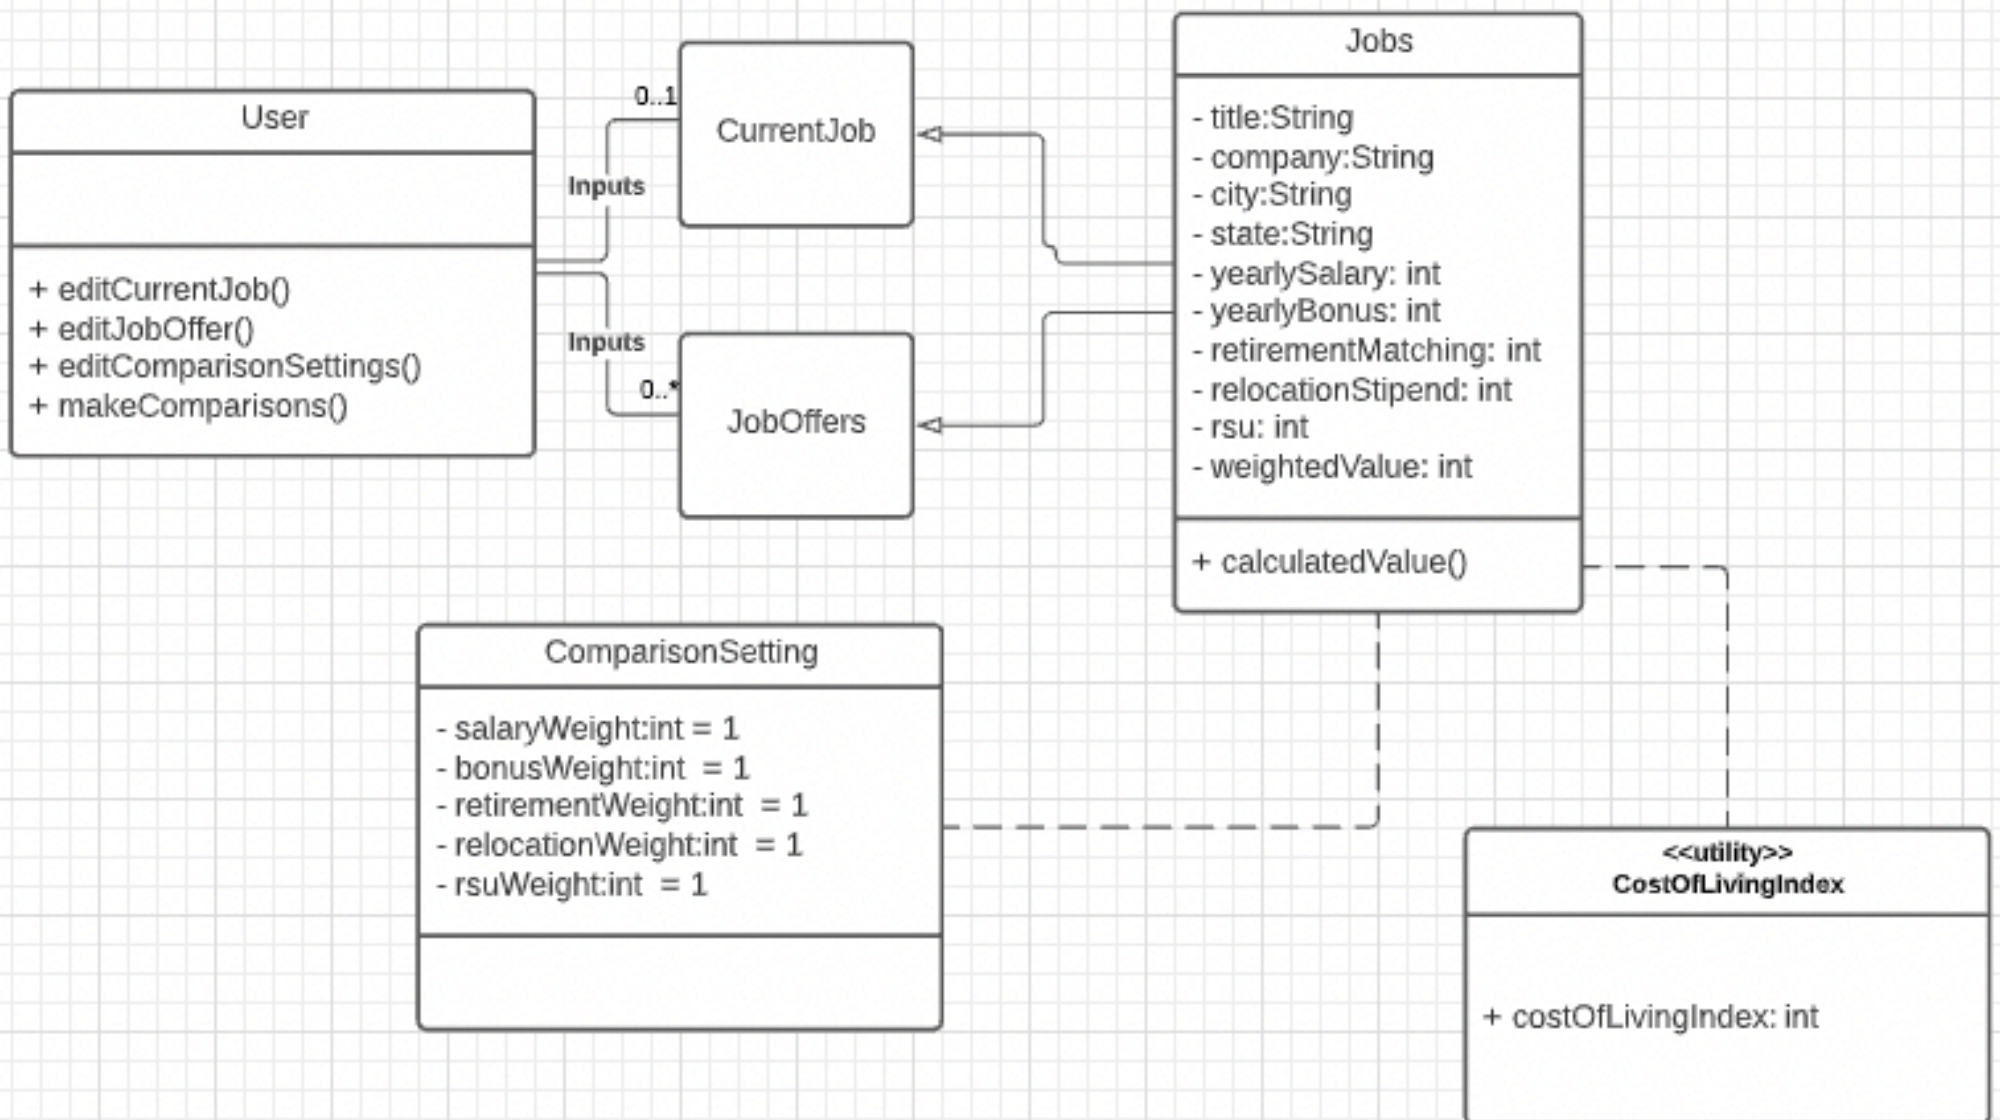 User
+ editCurrentJob()
+ editJobOffer()
+ editComparisonSettings()
+ makeComparisons()
Inputs
0..1
CurrentJob
Inputs
0..*
JobOffers
Jobs
- title:String
- company:String
- city:String
- state:String
- yearlySalary: int
- yearlyBonus: int
- retirementMatching: int
- relocationStipend: int
- rsu: int
- weightedValue: int
+ calculatedValue()
ComparisonSetting
- salaryWeight:int = 1
- bonusWeight:int = 1
- retirementWeight:int = 1
- relocationWeight:int = 1
- rsuWeight:int = 1
<<utility>>
CostOfLivingIndex
+ costOfLivingIndex: int